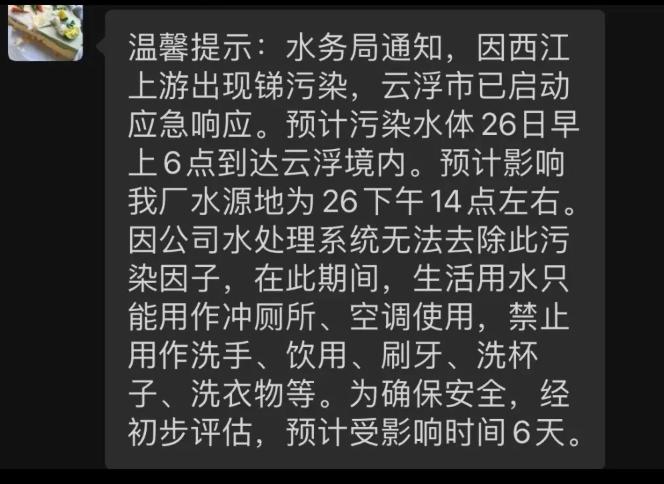 温馨提示：水务局通知，因西江
上游出现锑污染，云浮市已启动
应急响应。预计污染水体26日早
上6点到达云浮境内。预计影响
我厂水源地为26下午14点左右。
因公司水处理系统无法去除此污
染因子，在此期间，生活用水只
能用作冲厕所、空调使用，禁止
用作洗手、饮用、刷牙、洗杯
子、洗衣物等。为确保安全，经
初步评估，预计受影响时间6天。